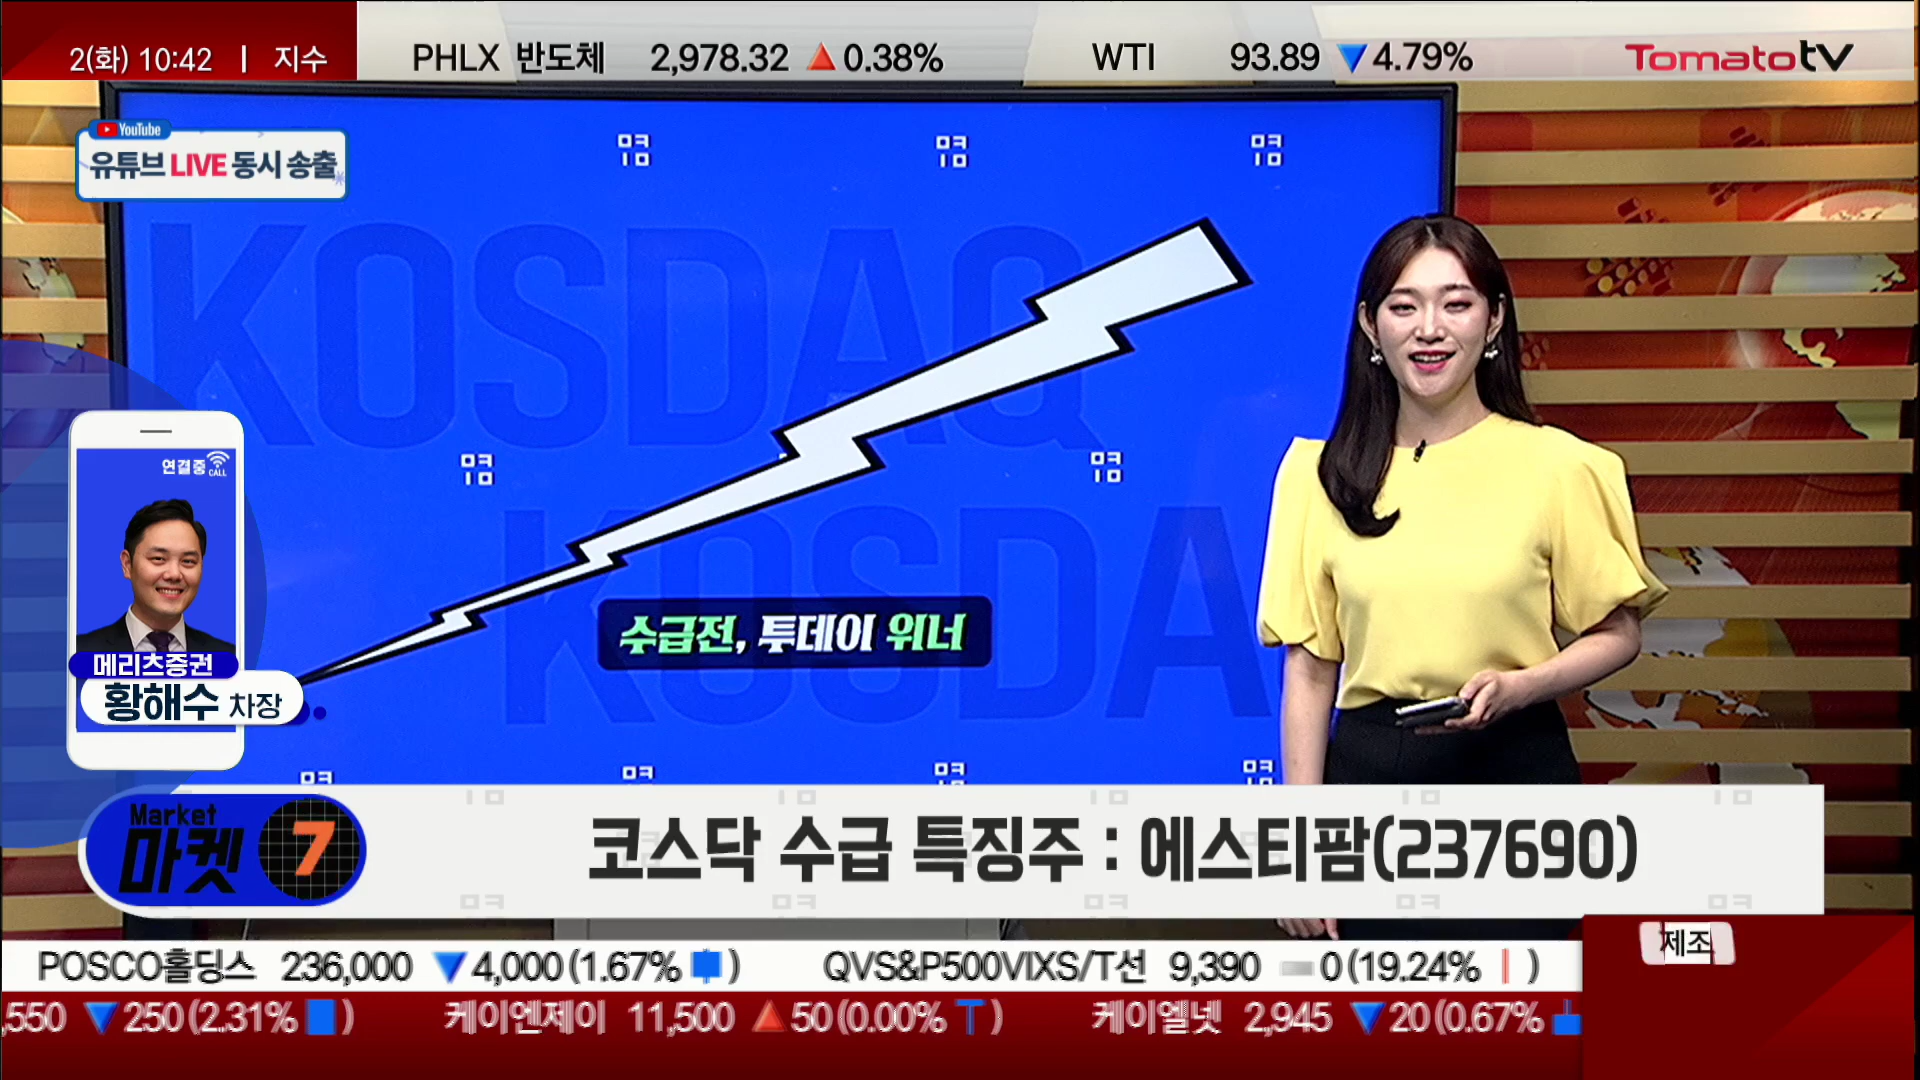 2(화) 10:42 | 지수
PHLX 반도체 2,978.32 ▲ 0.38% WTI 93.89 ▼ 4.79%
Tomatotv
YouTube
유튜브 LIVE 동시 송출
KOSDAQ
KOSDA
연결중
CALL
수급전, 투데이 위너
메리츠증권
황해수 차장
Market
마켓 7
코스닥 수급 특징주 : 에스티팜(237690)
제조
POSCO홀딩스 236,000 ▼4,000(1.67% ) QVS&P500VIXS/T선 9,390 0(19.24% )
,550 ▼250(2.31% ) 케이엔제이 11,500 ▲50(0.00% ) 케이엘넷 2,945 ▼20(0.67%